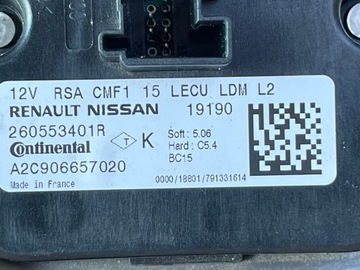 12V RSA CMF1 15 LECU LDM L2
RENAULT NISSAN 19190
260553401R
Continental T K
A2C906657020
Made in France
Soft : 5.06
Hard : C5.4
BC15
0000/18801/791331614